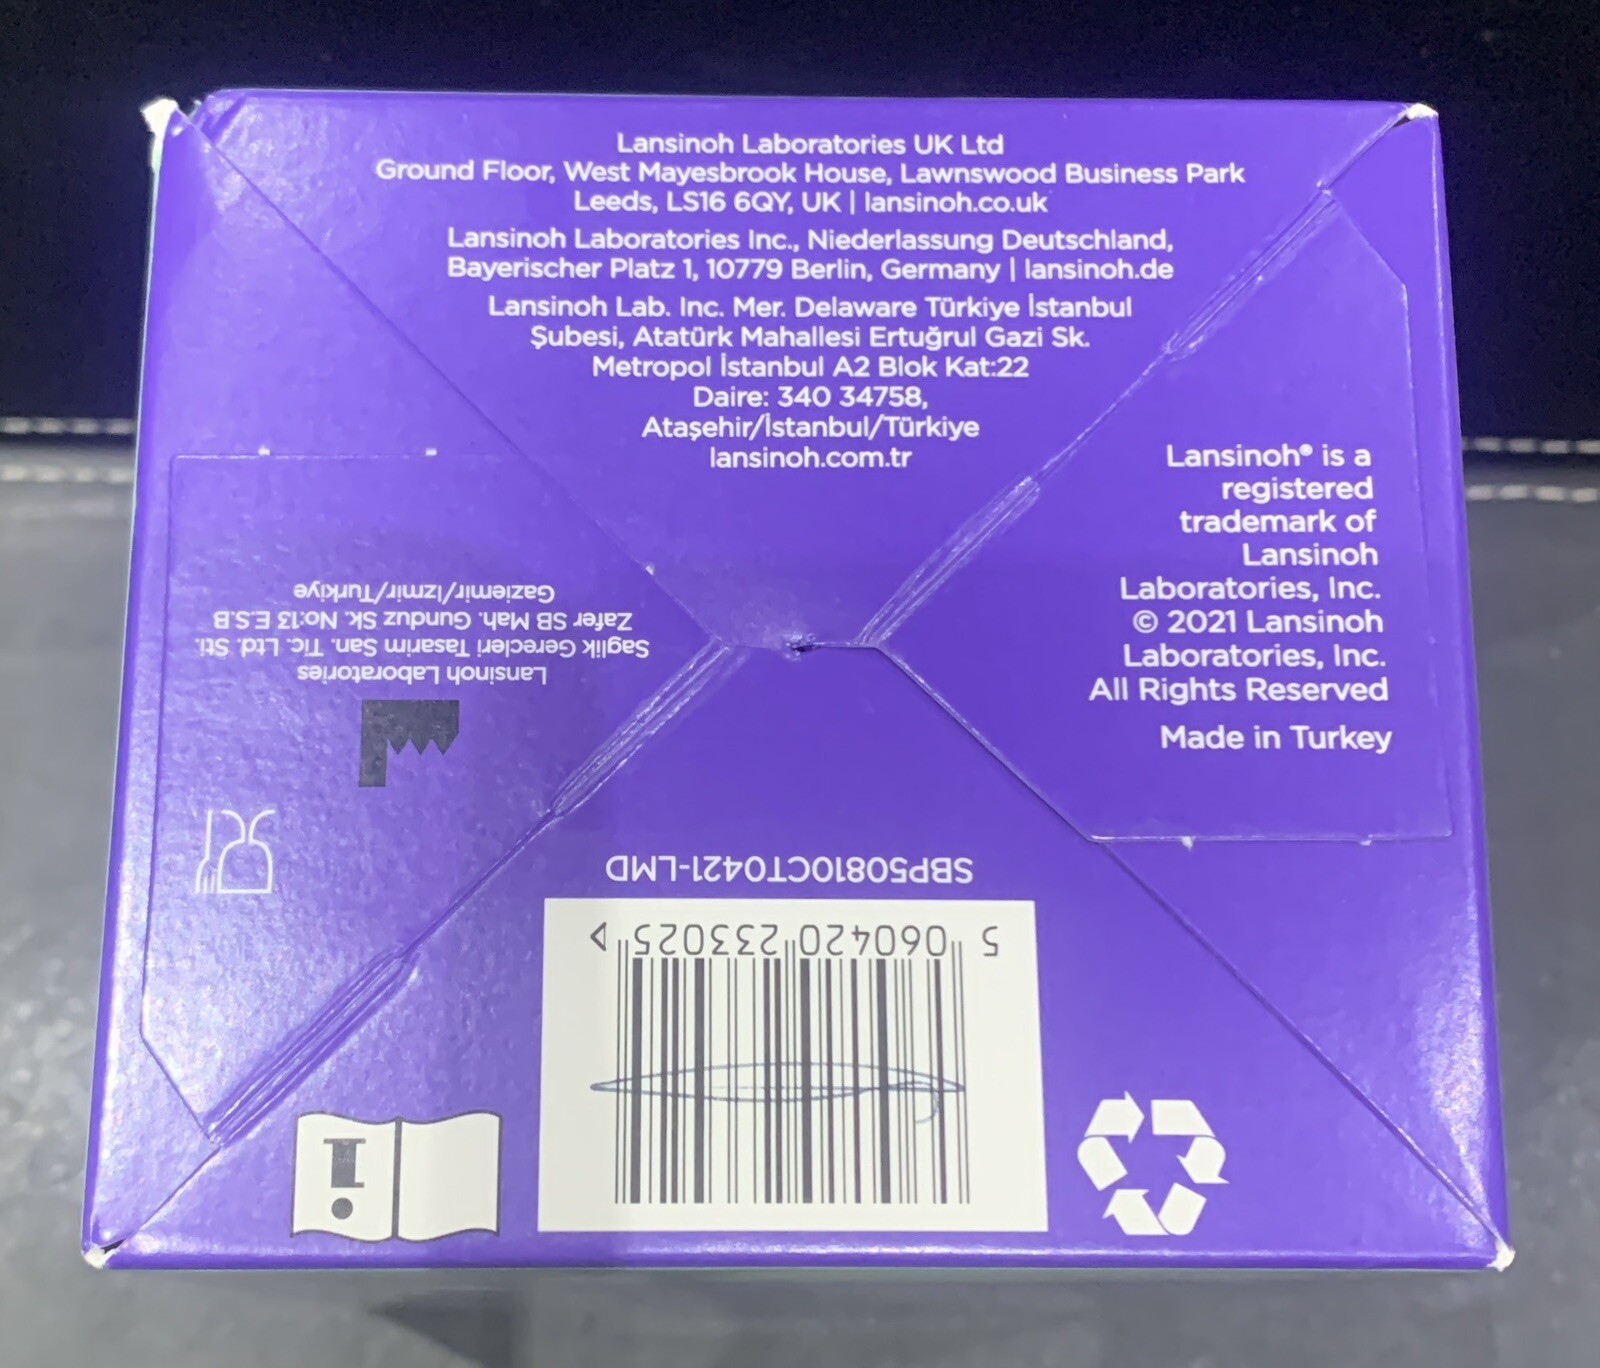 Lansinoh Laboratories UK Ltd
Ground Floor, West Mayesbrook House, Lawnswood Business Park
Leeds, LS16 6QY, UK | lansinoh.co.uk
Lansinoh Laboratories Inc., Niederlassung Deutschland,
Bayerischer Platz 1, 10779 Berlin, Germany | lansinoh.de
Lansinoh Lab. Inc. Mer. Delaware Türkiye İstanbul
Şubesi, Atatürk Mahallesi Ertuğrul Gazi Sk.
Metropol İstanbul A2 Blok Kat:22
Daire: 340 34758,
Ataşehir/İstanbul/Türkiye
lansinoh.com.tr
Lansinoh® is a
registered
trademark of
Lansinoh
Laboratories, Inc.
© 2021 Lansinoh
Laboratories, Inc.
All Rights Reserved
Made in Turkey
Lansinoh Laboratories
Saglik Gerecleri Tasarim San. Tic. Ltd. Sti.
Zafer SB Mah. Gunduz Sk. No:13 E.S.B
Gaziemir/Izmir/Turkiye
SBP50810CT0421-LMD
5 060420 233025 >